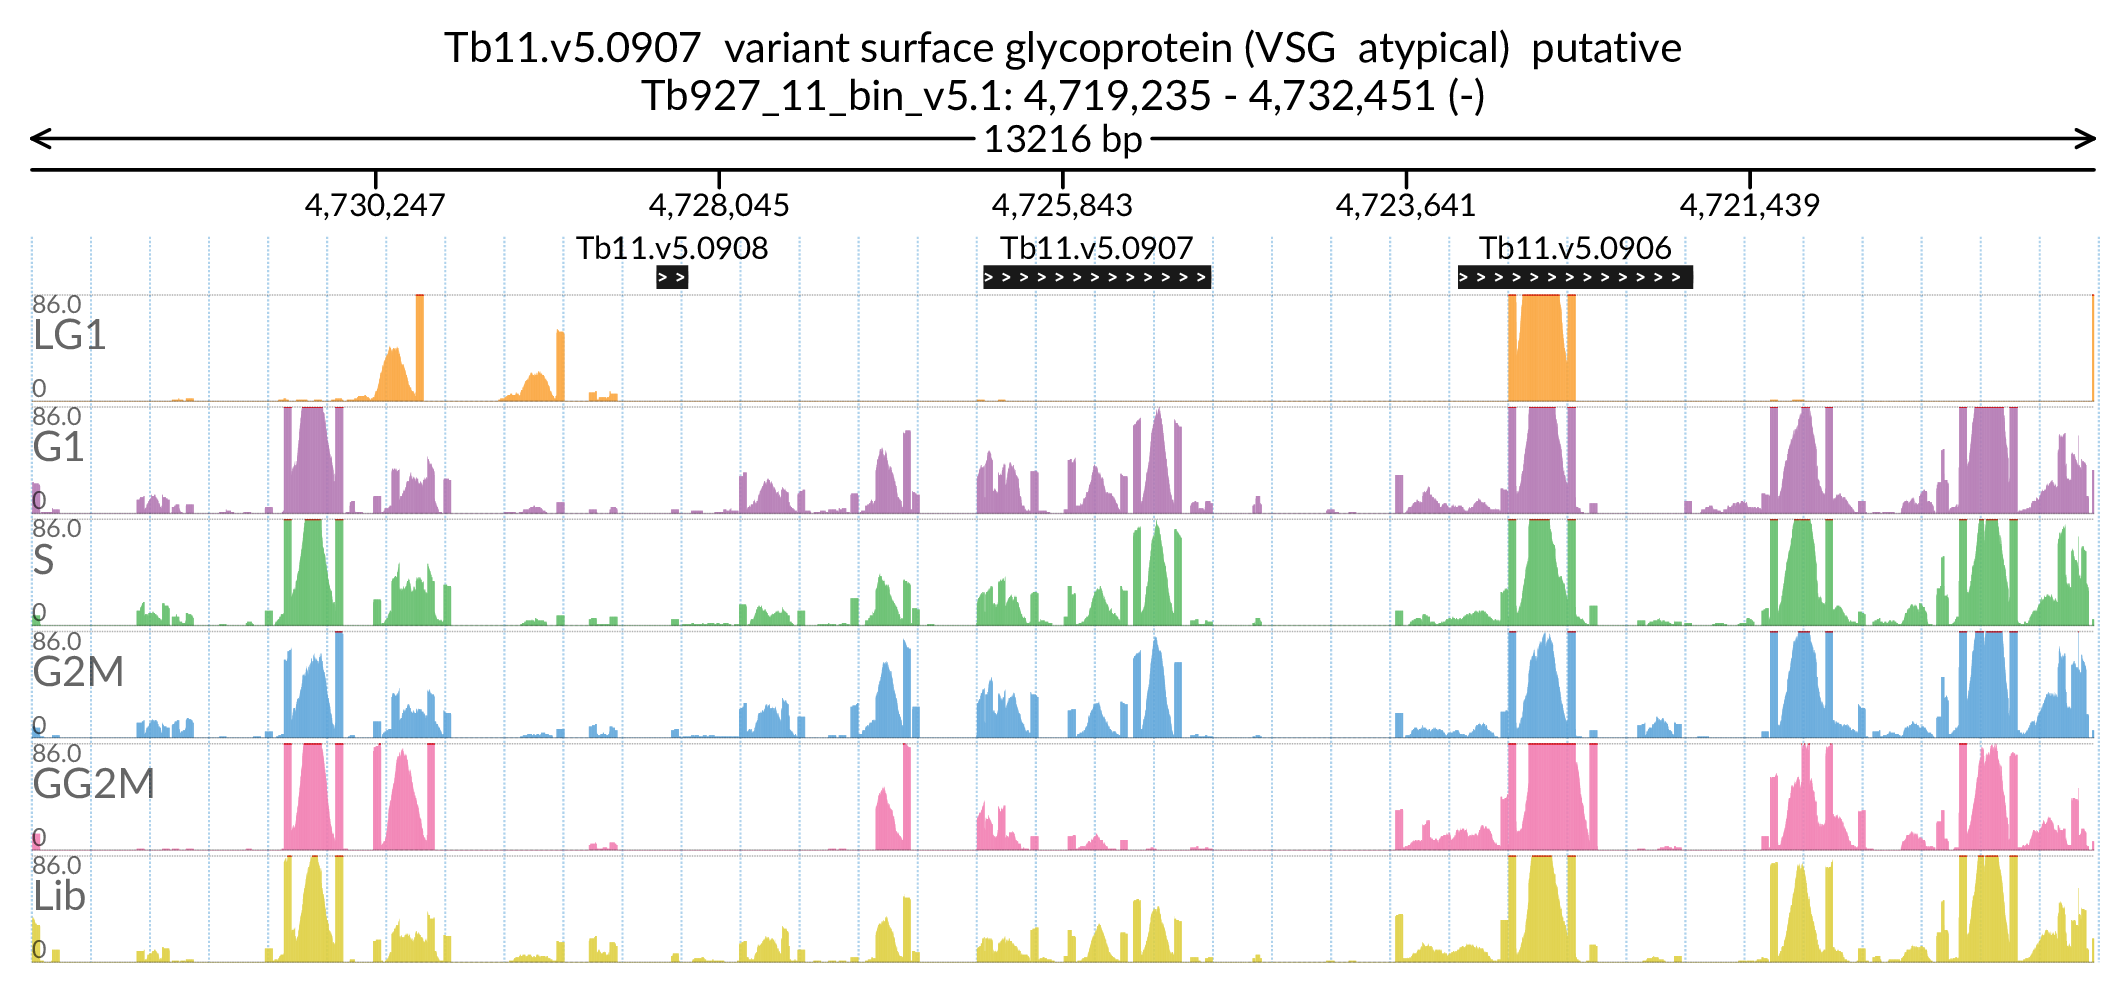 Tb11.v5.0907 variant surface glycoprotein (VSG atypical) putative
Tb927_11_bin_v5.1: 4,719,235 - 4,732,451 (-)
13216 bp
4,730,247 4,728,045 4,725,843 4,723,641 4,721,439
Tb11.v5.0908 Tb11.v5.0907 Tb11.v5.0906
86.0
LG1
0
86.0
G1
0
86.0
S
0
86.0
G2M
0
86.0
GG2M
0
86.0
Lib
0